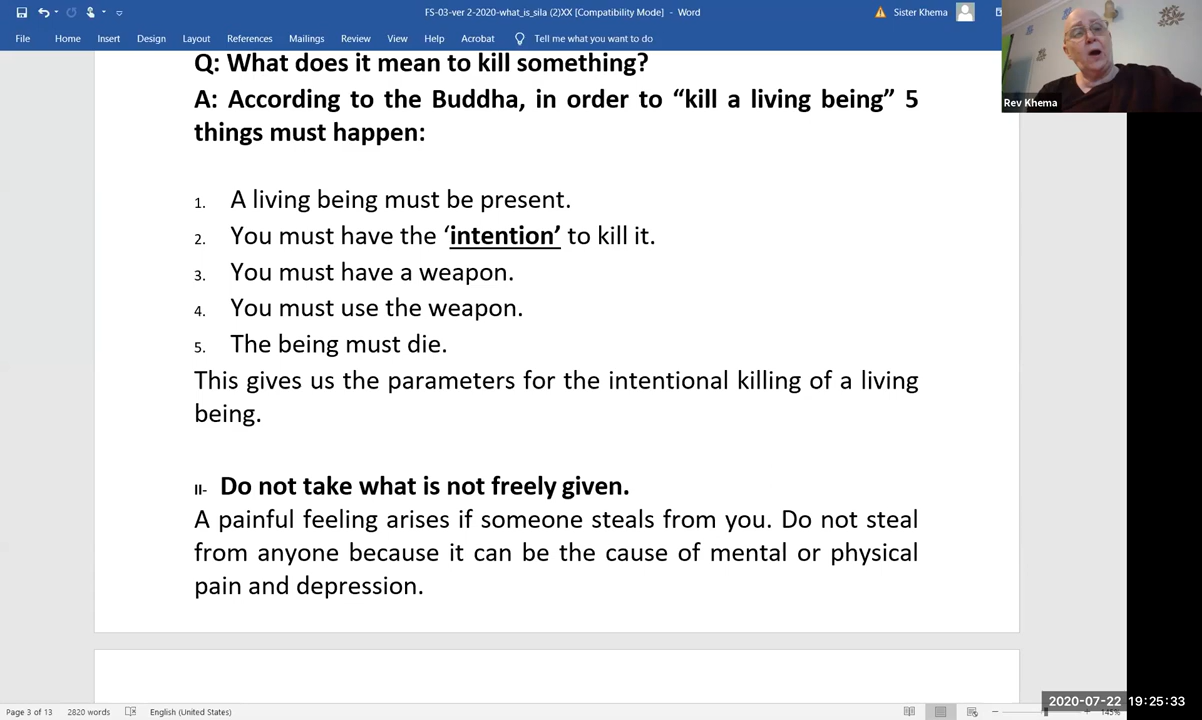 FS-03-ver 2-2020-what_is_sila (2)XX [Compatibility Mode] - Word
Sister Khema
File Home Insert Design Layout References Mailings Review View Help Acrobat Tell me what you want to do
Rev Khema
Q: What does it mean to kill something?
A: According to the Buddha, in order to “kill a living being” 5
things must happen:
1. A living being must be present.
2. You must have the ‘intention’ to kill it.
3. You must have a weapon.
4. You must use the weapon.
5. The being must die.
This gives us the parameters for the intentional killing of a living
being.
II- Do not take what is not freely given.
A painful feeling arises if someone steals from you. Do not steal
from anyone because it can be the cause of mental or physical
pain and depression.
2020-07-22 19:25:33
Page 3 of 13 2820 words English (United States) 145%